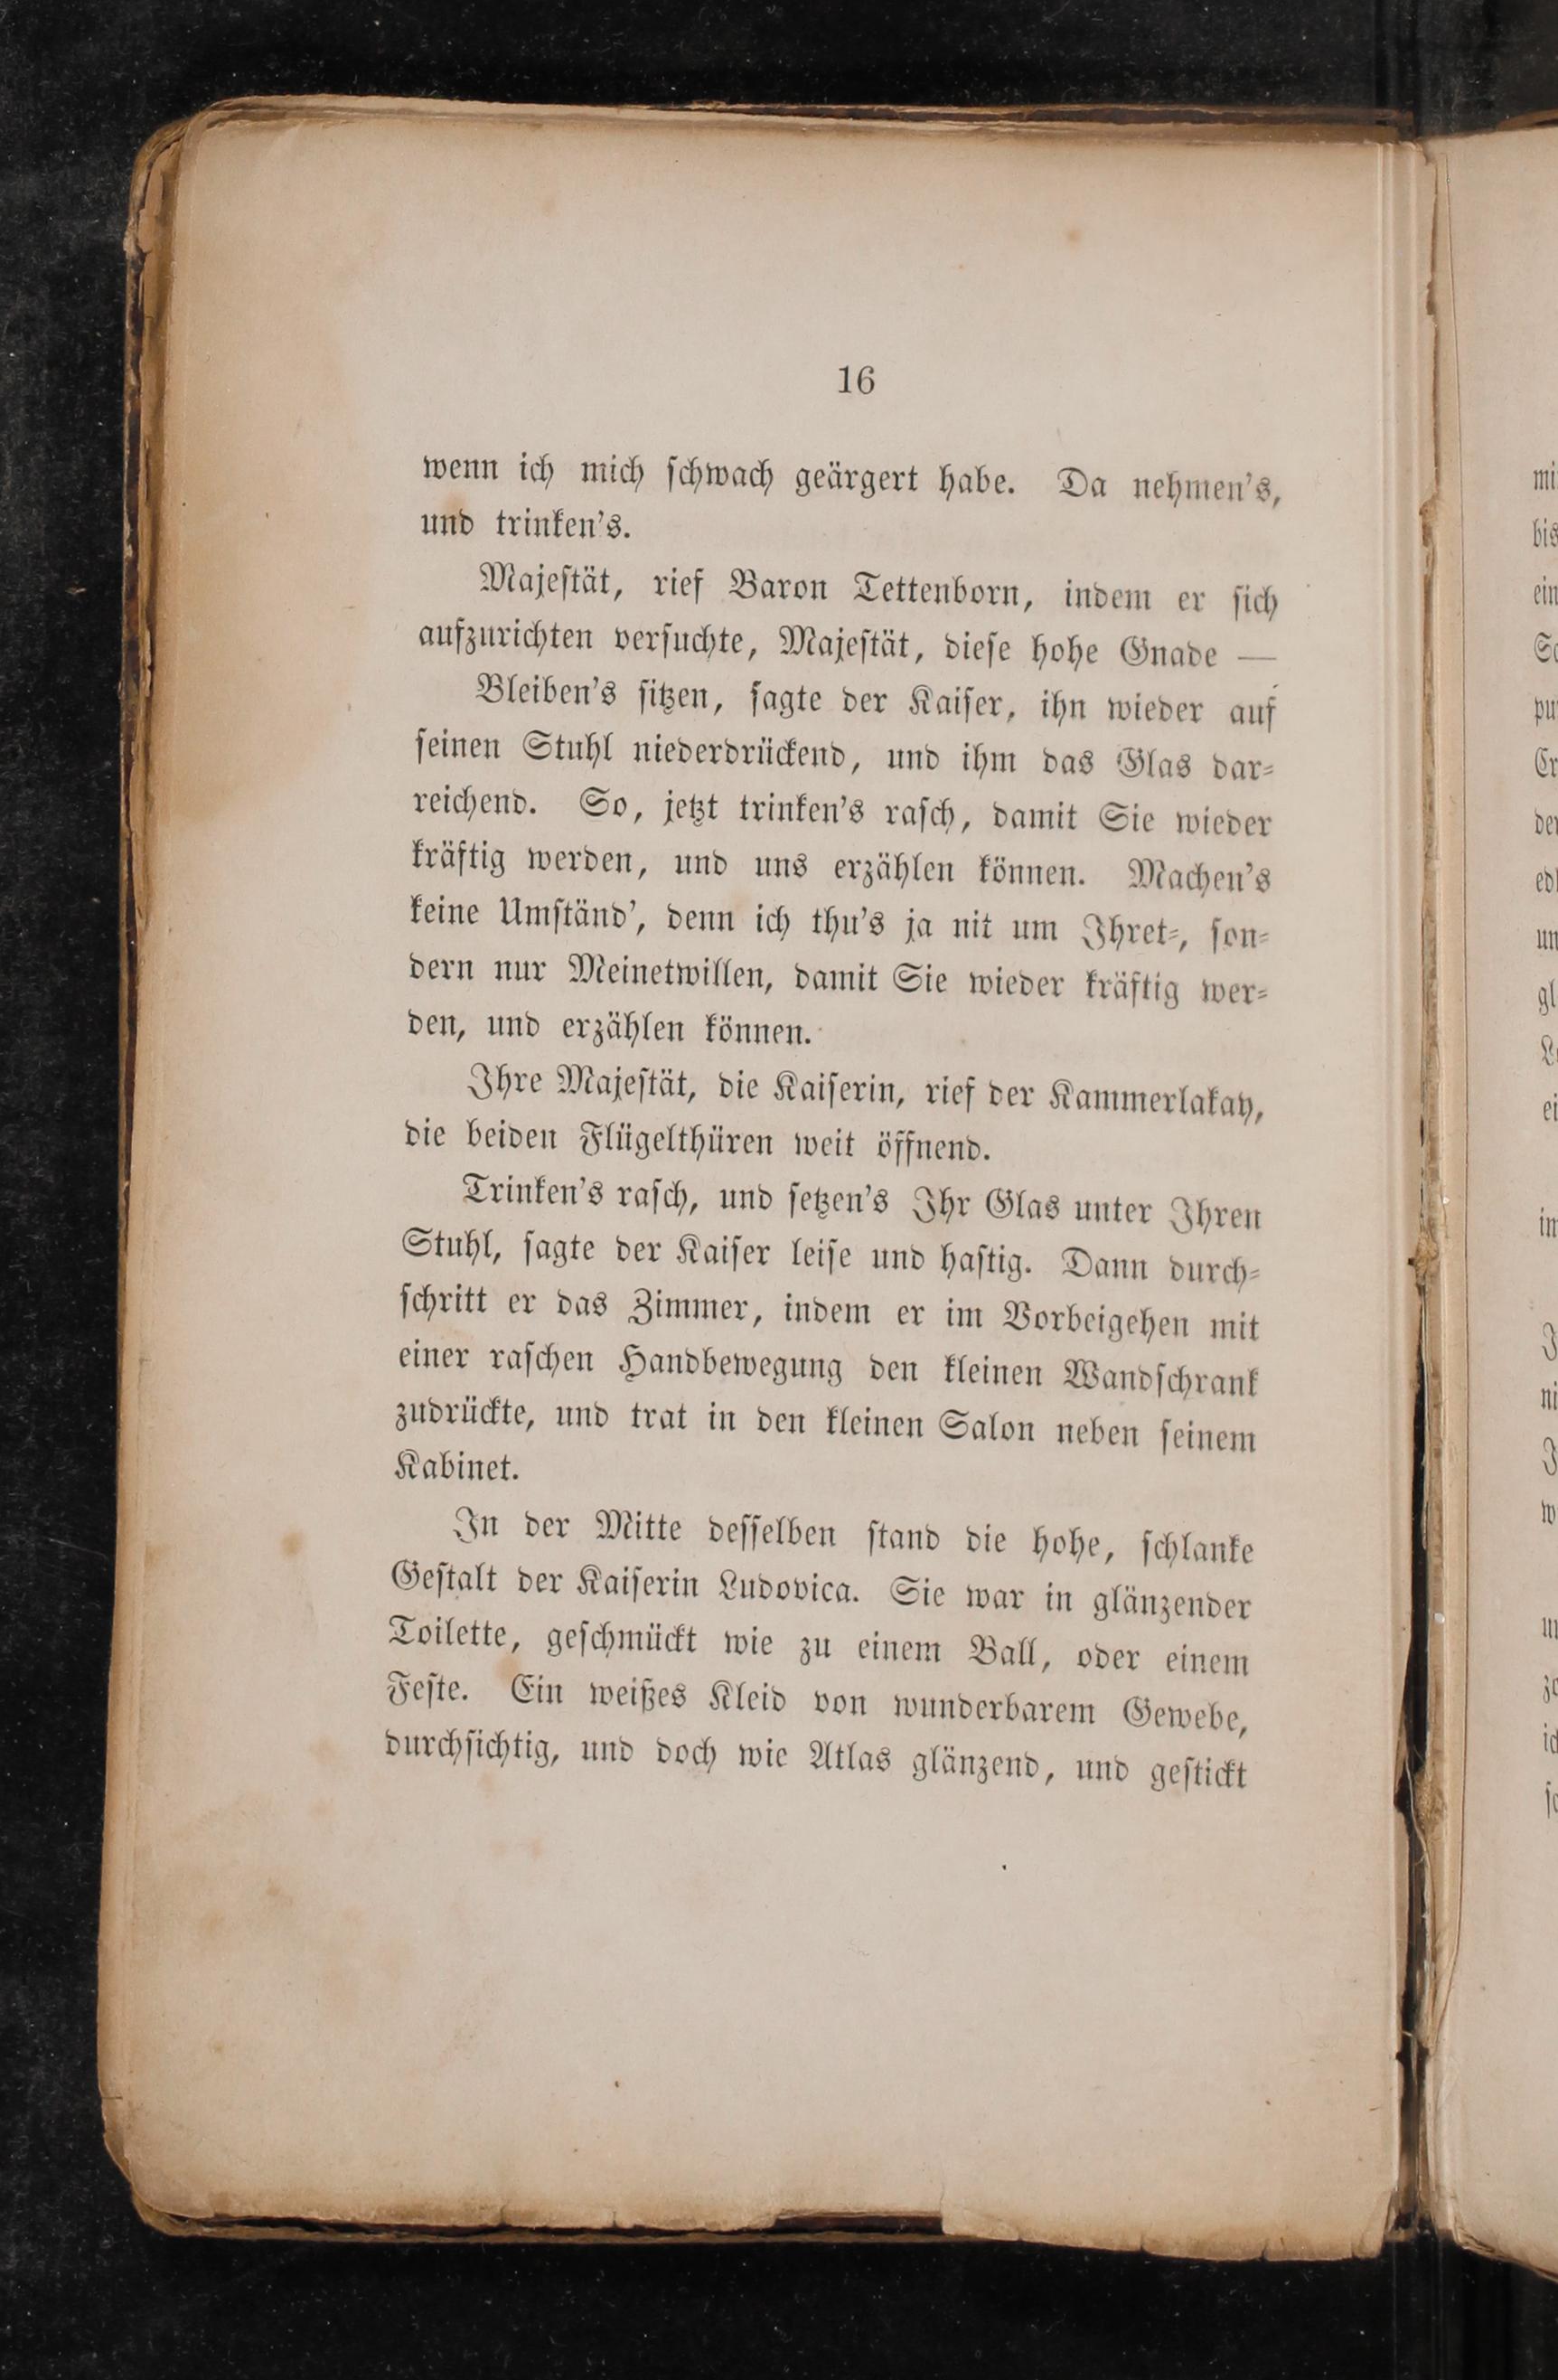 16
wenn ich mich schwach geärgert habe. Da nehmen's,
und trinken's.
Majestät, rief Baron Tettenborn, indem er sich
aufzurichten versuchte, Majestät, diese hohe Gnade —
Bleiben's sitzen, sagte der Kaiser, ihn wieder auf
seinen Stuhl niederdrückend, und ihm das Glas dar-
reichend. So, jetzt trinken's rasch, damit Sie wieder
kräftig werden, und uns erzählen können. Machen's
keine Umständ', denn ich thu's ja nit um Ihret-, son-
dern nur Meinetwillen, damit Sie wieder kräftig wer-
den, und erzählen können.
Ihre Majestät, die Kaiserin, rief der Kammerlakay,
die beiden Flügelthüren weit öffnend.
Trinken's rasch, und setzen's Ihr Glas unter Ihren
Stuhl, sagte der Kaiser leise und hastig. Dann durch-
schritt er das Zimmer, indem er im Vorbeigehen mit
einer raschen Handbewegung den kleinen Wandschrank
zudrückte, und trat in den kleinen Salon neben seinem
Kabinet.
In der Mitte desselben stand die hohe, schlanke
Gestalt der Kaiserin Ludovica. Sie war in glänzender
Toilette, geschmückt wie zu einem Ball, oder einem
Feste. Ein weißes Kleid von wunderbarem Gewebe,
durchsichtig, und doch wie Atlas glänzend, und gestickt